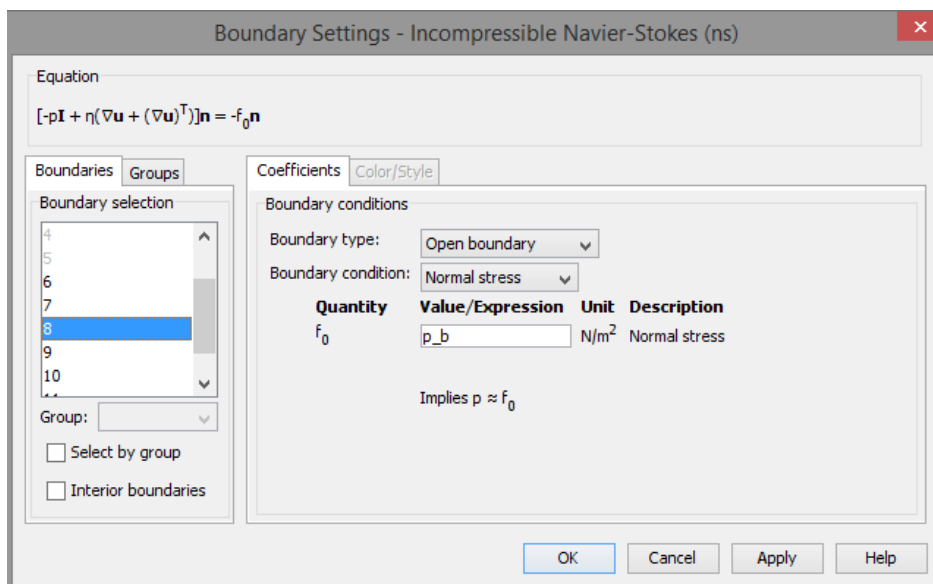 Boundary Settings - Incompressible Navier-Stokes (ns)
Equation
[-pI + η(∇u + (∇u)ᵀ)]n = -f₀n
Boundaries Groups
Boundary selection
4
5
6
7
8
9
10
Group:
Select by group
Interior boundaries
Coefficients Color/Style
Boundary conditions
Boundary type: Open boundary
Boundary condition: Normal stress
Quantity Value/Expression Unit Description
f₀ p_b N/m² Normal stress
Implies p ≈ f₀
OK Cancel Apply Help